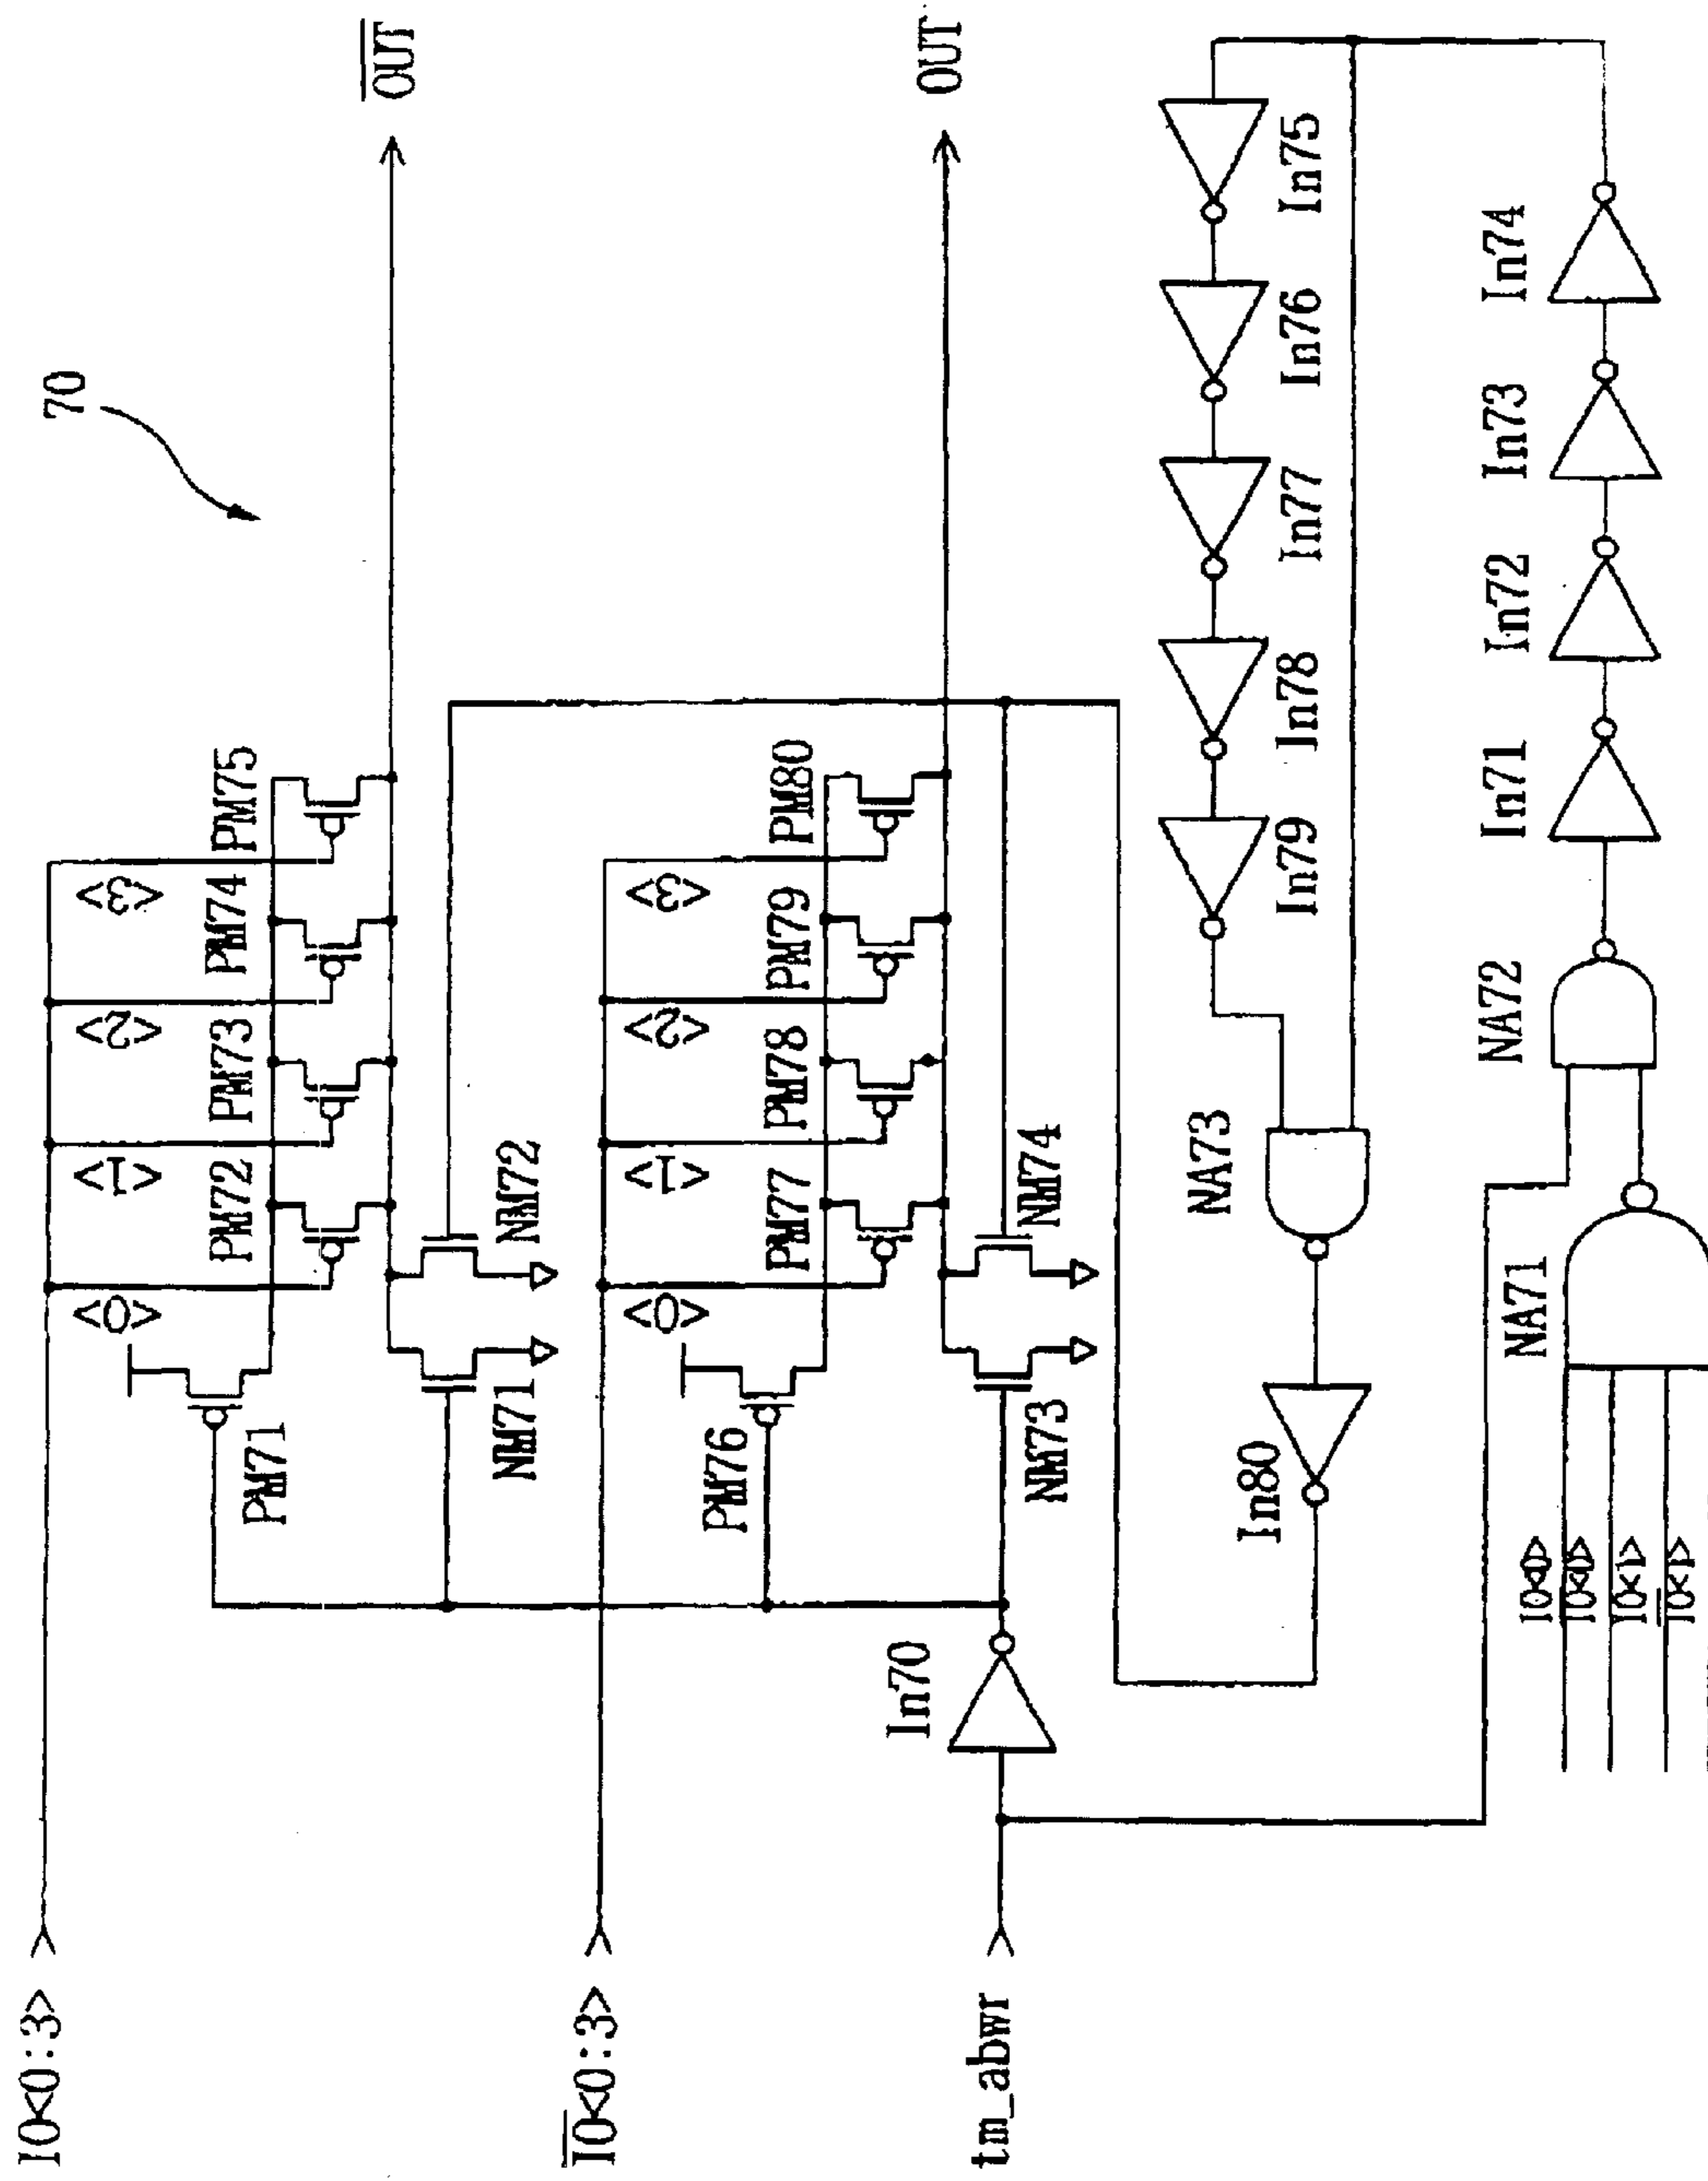 70
IO<0:3>
<0>
<1>
<2>
<3>
PM71
PM72
PM73
PM74
PM75
OUT
NM71
NM72
IO<0:3>
<0>
<1>
<2>
<3>
PM76
PM77
PM78
PM79
PM80
OUT
NM73
NM74
tm_abwr
In70
In75
In76
In77
In78
In79
NA73
In80
In71
In72
In73
In74
NA72
NA71
IO<0>
IO<0>
IO<1>
IO<1>